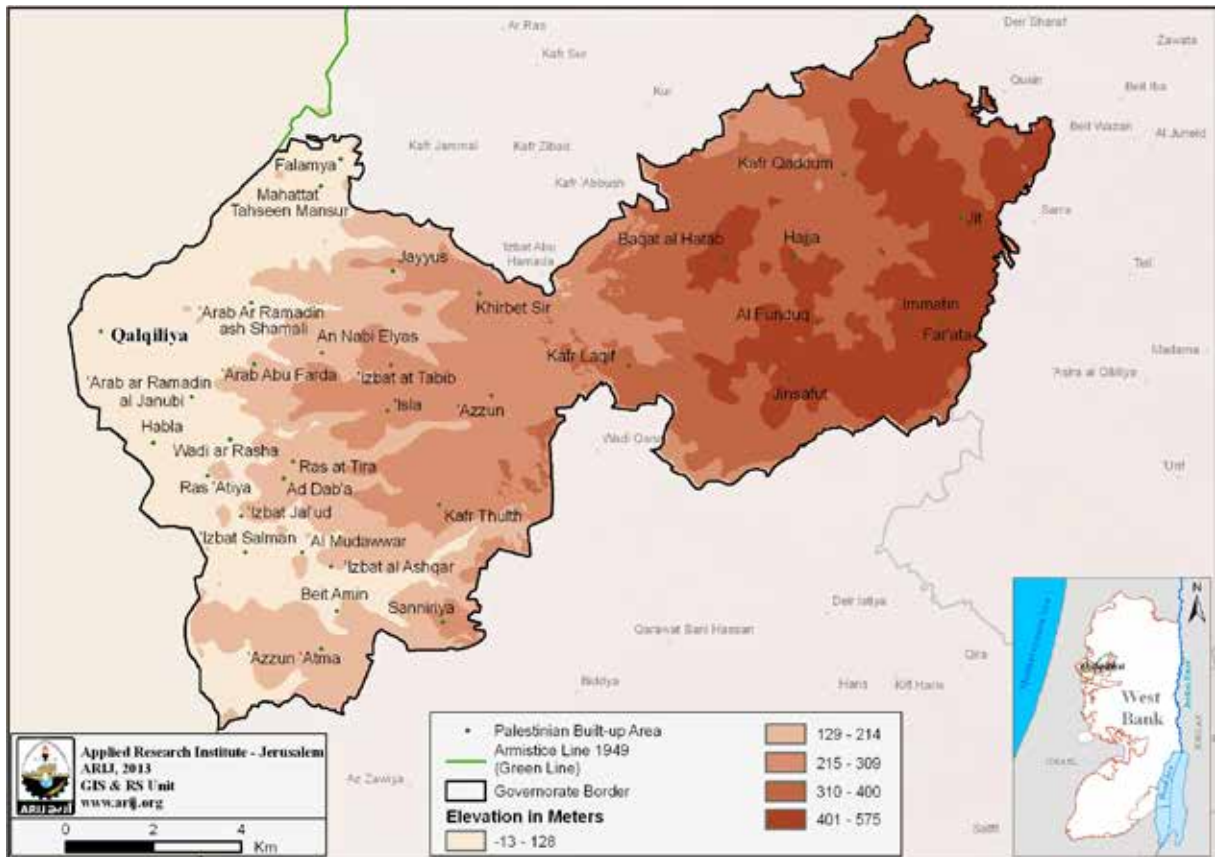 Ar Ras
Deir Sharaf
Zawata
Kafr Sur
Qusin
Beit Iba
Kur
Beit Wazan
Al Juneid
Kafr Jammal
Kafr Zibad
Falamya
Kafr 'Abbush
Kafr Qaddum
Mahattat
Tahseen Mansur
Sarra
Jit
'Izbat Abu
Hamada
Baqat al Hatab
Hajja
Tell
Jayyus
Khirbet Sir
Immatin
'Arab Ar Ramadin
ash Shamali
Al Funduq
Qalqiliya
An Nabi Elyas
Far'ata
Kafr Laqif
Madama
'Arab Abu Farda
'Izbat at Tabib
'Asira al Qibliya
'Arab ar Ramadin
al Janubi
Jinsafut
'Isla
'Azzun
Habla
Wadi Qana
Wadi ar Rasha
Ras at Tira
'Urif
Ras 'Atiya
Ad Dab'a
'Izbat Jal'ud
Kafr Thulth
'Izbat Salman
Al Mudawwar
'Izbat al Ashqar
Beit Amin
Sanniriya
Deir Istiya
Qarawat Bani Hassan
'Azzun 'Atma
Qira
Biddya
Haris
Kifl Haris
Az Zawiya
N
Mediterranean Sea
West
Bank
ISRAEL
Applied Research Institute - Jerusalem
ARIJ, 2013
GIS & RS Unit
www.arij.org
0 2 4
Km
Palestinian Built-up Area
Armistice Line 1949
(Green Line)
Governorate Border
Elevation in Meters
-13 - 128
129 - 214
215 - 309
310 - 400
401 - 575